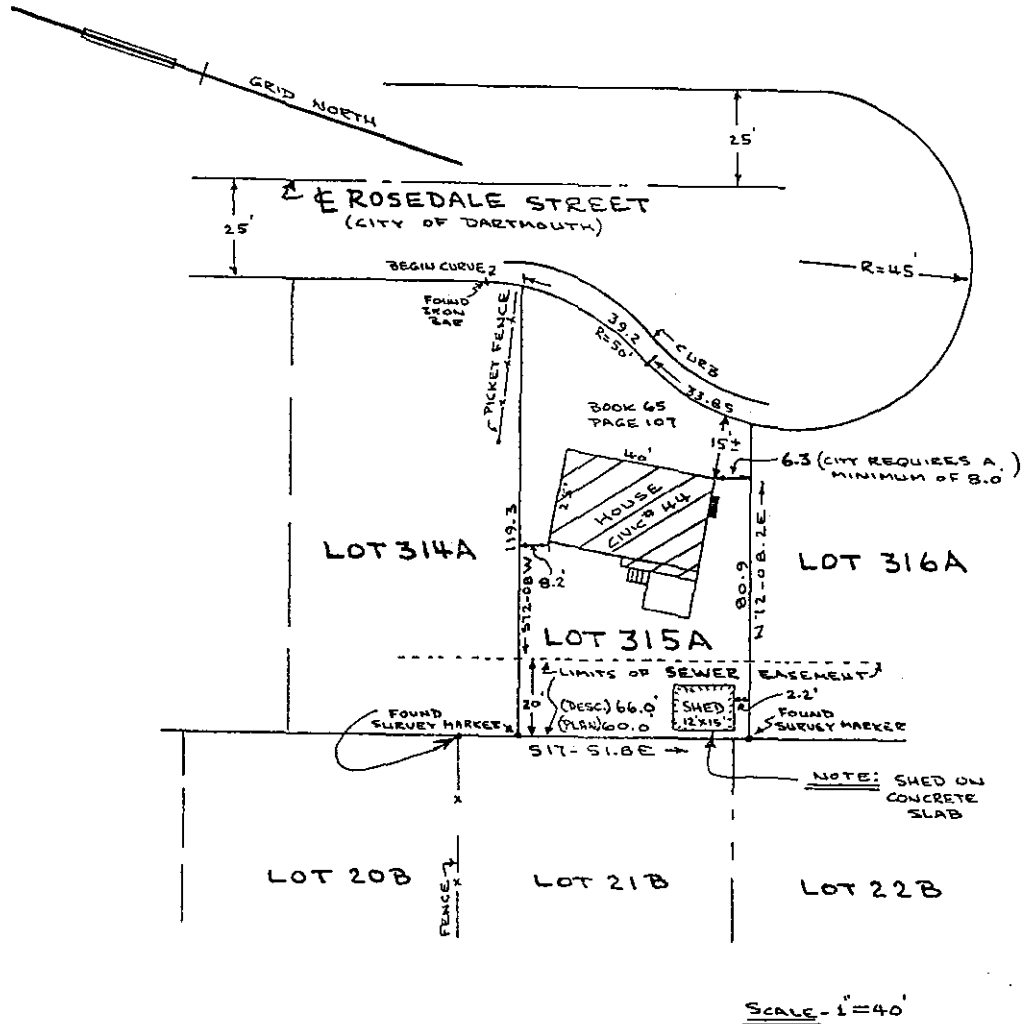 GRID NORTH
25'
℄ ROSEDALE STREET
(CITY OF DARTMOUTH)
25'
BEGIN CURVE
R=45'
FOUND
IRON
BAR
PICKET FENCE
39.2
R=50'
CURB
33.85
BOOK 65
PAGE 107
15'±
6.3 (CITY REQUIRES A
MINIMUM OF 8.0')
40'
HOUSE
CIVIC# 44
119.3
LOT 314A
8.2'
S72-08W
80.9
N72-08.2E
LOT 316A
LOT 315A
LIMITS OF SEWER EASEMENT
20'
(DESC.) 66.0'
(PLAN) 60.0'
SHED
12'X15'
2.2'
FOUND
SURVEY MARKER
FOUND
SURVEY MARKER
S17-51.8E
NOTE: SHED ON
CONCRETE
SLAB
LOT 20B
FENCE
LOT 21B
LOT 22B
SCALE - 1"=40'